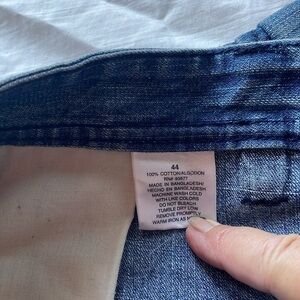 44
100% COTTON/ALGODON
RN# 93677
MADE IN BANGLADESH/
HECHO EN BANGLADESH
MACHINE WASH COLD
WITH LIKE COLORS
DO NOT BLEACH
TUMBLE DRY LOW
REMOVE PROMPTLY
WARM IRON AS